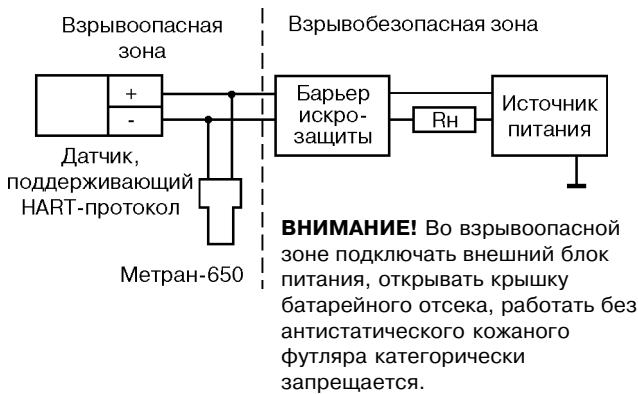 Взрывоопасная
зона
Взрывобезопасная зона
+
-
Барьер
искро-
защиты
Rн
Источник
питания
Датчик,
поддерживающий
HART-протокол
Метран-650
ВНИМАНИЕ! Во взрывоопасной
зоне подключать внешний блок
питания, открывать крышку
батарейного отсека, работать без
антистатического кожаного
футляра категорически
запрещается.